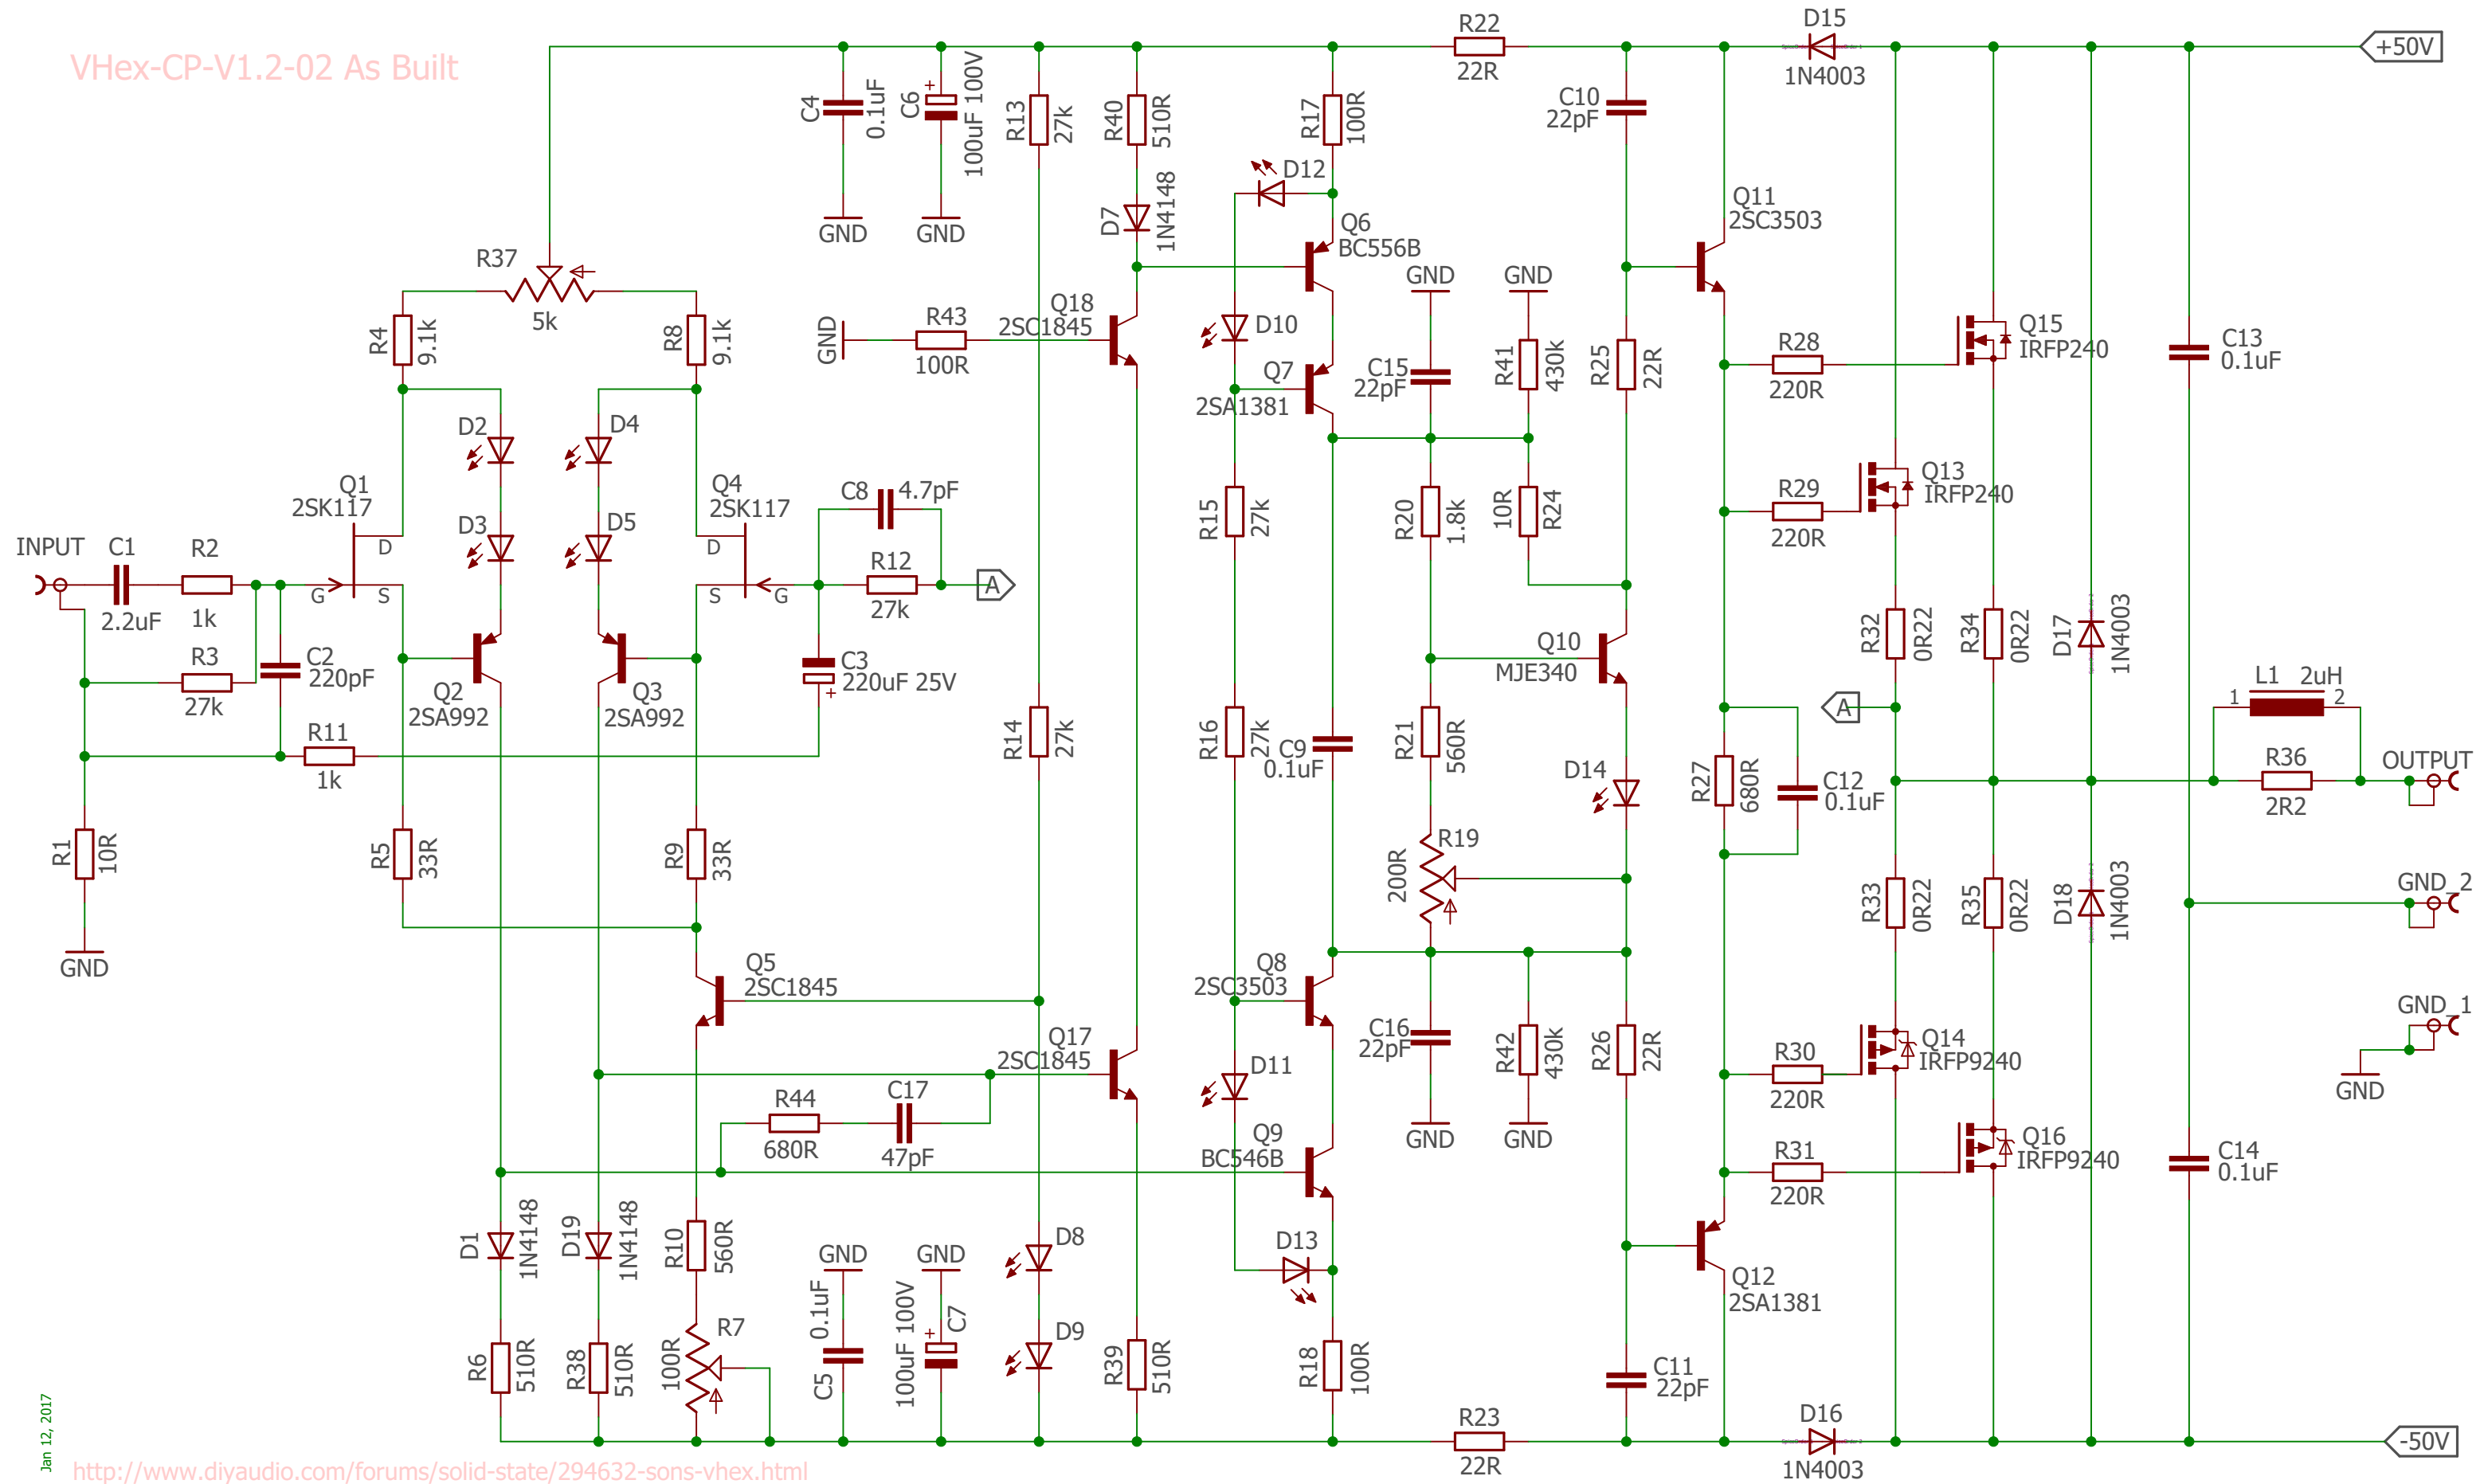 VHex-CP-V1.2-02 As Built
R22
22R
D15
1N4003
+50V
C4
0.1uF
C6
+
100uF 100V
R13
27k
R40
510R
R17
100R
C10
22pF
GND
GND
D7
1N4148
D12
Q6
BC556B
Q11
2SC3503
R37
5k
R4
9.1k
R8
9.1k
GND
R43
100R
Q18
2SC1845
D10
Q7
2SA1381
GND
C15
22pF
GND
R41
430k
R25
22R
R28
220R
Q15
IRFP240
C13
0.1uF
D2
D4
D3
D5
Q1
2SK117
D
S
G
Q4
2SK117
D
S
G
C8
4.7pF
R12
27k
A
R15
27k
R20
1.8k
10R
R24
R29
220R
Q13
IRFP240
INPUT
C1
2.2uF
R2
1k
R3
27k
C2
220pF
Q2
2SA992
Q3
2SA992
C3
220uF 25V
+
Q10
MJE340
R32
0R22
R34
0R22
D17
1N4003
R11
1k
R14
27k
R16
27k
C9
0.1uF
R21
560R
D14
R27
680R
C12
0.1uF
A
L1
2uH
1
2
R36
2R2
OUTPUT
R1
10R
GND
R5
33R
R9
33R
R19
200R
R33
0R22
R35
0R22
D18
1N4003
GND_2
Q5
2SC1845
Q8
2SC3503
GND_1
GND
Q17
2SC1845
D11
C16
22pF
GND
R42
430k
GND
R26
22R
R30
220R
Q14
IRFP9240
R44
680R
C17
47pF
Q9
BC546B
R31
220R
Q16
IRFP9240
C14
0.1uF
D1
1N4148
D19
1N4148
R10
560R
GND
GND
D8
D13
Q12
2SA1381
R6
510R
R38
510R
R7
100R
0.1uF
C5
100uF 100V
+
C7
D9
R39
510R
R18
100R
C11
22pF
R23
22R
D16
1N4003
-50V
Jan 12, 2017
http://www.diyaudio.com/forums/solid-state/294632-sons-vhex.html